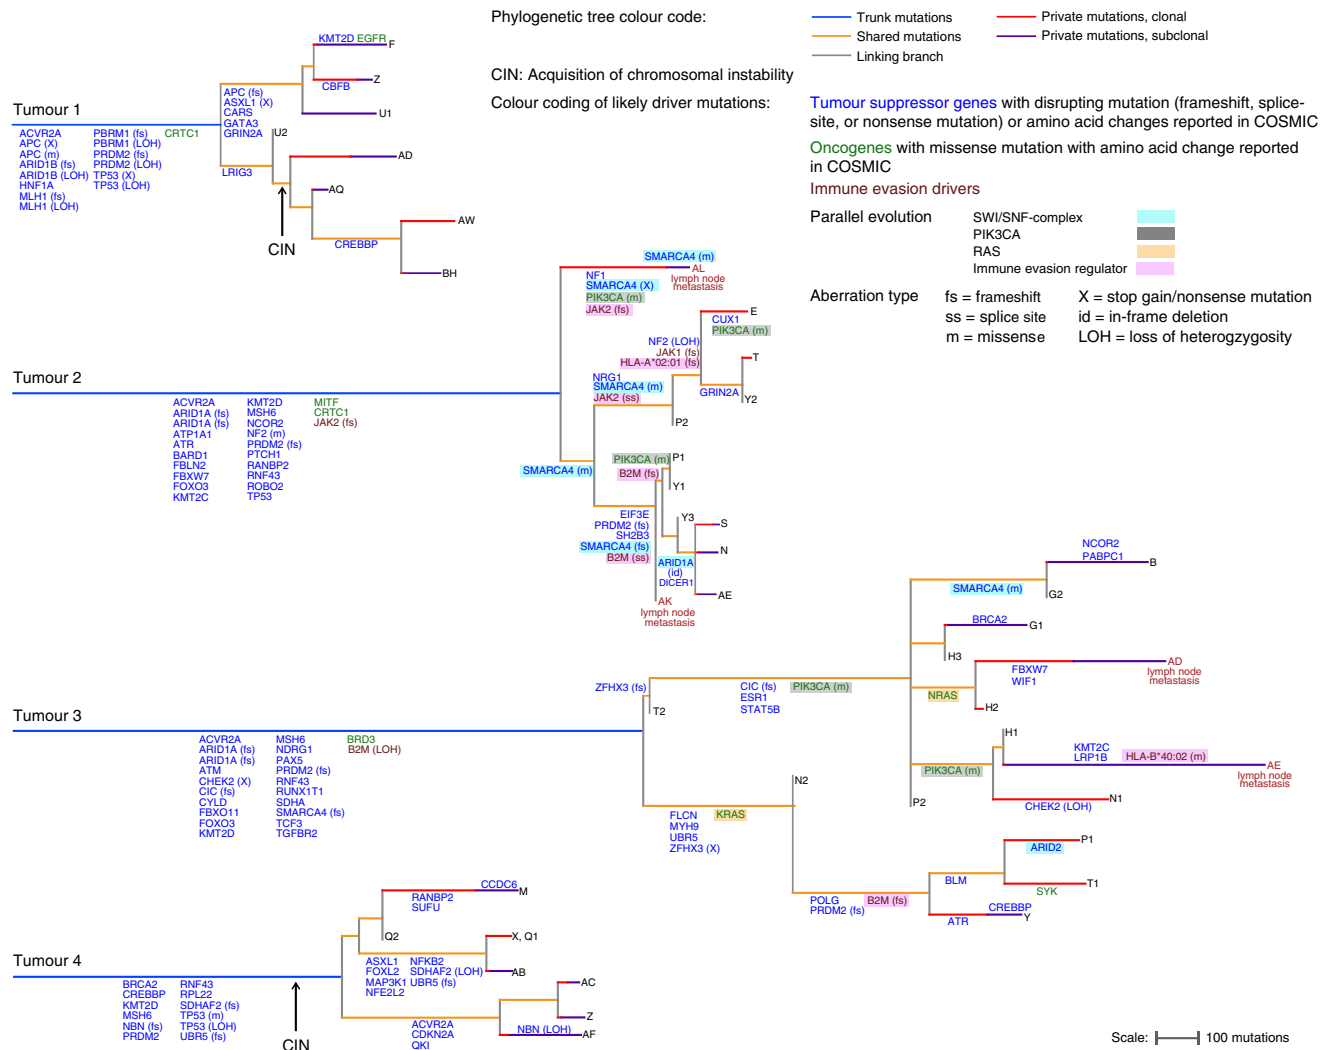 Phylogenetic tree colour code:
Trunk mutations
Shared mutations
Linking branch
Private mutations, clonal
Private mutations, subclonal
CIN: Acquisition of chromosomal instability
Colour coding of likely driver mutations:
Tumour suppressor genes with disrupting mutation (frameshift, splice-
site, or nonsense mutation) or amino acid changes reported in COSMIC
Oncogenes with missense mutation with amino acid change reported
in COSMIC
Immune evasion drivers
Parallel evolution
SWI/SNF-complex
PIK3CA
RAS
Immune evasion regulator
Aberration type
fs = frameshift
ss = splice site
m = missense
X = stop gain/nonsense mutation
id = in-frame deletion
LOH = loss of heterogzygosity
Tumour 1
ACVR2A
APC (X)
APC (m)
ARID1B (fs)
ARID1B (LOH)
HNF1A
MLH1 (fs)
MLH1 (LOH)
PBRM1 (fs)
PBRM1 (LOH)
PRDM2 (fs)
PRDM2 (LOH)
TP53 (X)
TP53 (LOH)
CRTC1
APC (fs)
ASXL1 (X)
CARS
GATA3
GRIN2A
KMT2D EGFR
F
CBFB
Z
U1
U2
LRIG3
AD
AQ
CIN
CREBBP
AW
BH
Tumour 2
ACVR2A
ARID1A (fs)
ARID1A (fs)
ATP1A1
ATR
BARD1
FBLN2
FBXW7
FOXO3
KMT2C
KMT2D
MSH6
NCOR2
NF2 (m)
PRDM2 (fs)
PTCH1
RANBP2
RNF43
ROBO2
TP53
MITF
CRTC1
JAK2 (fs)
SMARCA4 (m)
NF1
SMARCA4 (X)
PIK3CA (m)
JAK2 (fs)
AL
lymph node
metastasis
SMARCA4 (m)
NRG1
SMARCA4 (m)
JAK2 (ss)
NF2 (LOH)
JAK1 (fs)
HLA-A*02:01 (fs)
CUX1
PIK3CA (m)
E
T
GRIN2A
Y2
P2
PIK3CA (m)
P1
B2M (fs)
Y1
EIF3E
PRDM2 (fs)
SH2B3
SMARCA4 (fs)
B2M (ss)
Y3
S
N
ARID1A
(id)
DICER1
AE
AK
lymph node
metastasis
Tumour 3
ACVR2A
ARID1A (fs)
ARID1A (fs)
ATM
CHEK2 (X)
CIC (fs)
CYLD
FBXO11
FOXO3
KMT2D
MSH6
NDRG1
PAX5
PRDM2 (fs)
RNF43
RUNX1T1
SDHA
SMARCA4 (fs)
TCF3
TGFBR2
BRD3
B2M (LOH)
ZFHX3 (fs)
T2
CIC (fs)
ESR1
STAT5B
PIK3CA (m)
NCOR2
PABPC1
B
SMARCA4 (m)
G2
BRCA2
G1
H3
FBXW7
WIF1
AD
lymph node
metastasis
NRAS
H2
H1
KMT2C
LRP1B
HLA-B*40:02 (m)
AE
lymph node
metastasis
PIK3CA (m)
P2
CHEK2 (LOH)
N1
FLCN
MYH9
UBR5
ZFHX3 (X)
KRAS
N2
POLG
PRDM2 (fs)
B2M (fs)
BLM
ARID2
P1
SYK
T1
CREBBP
ATR
Y
Tumour 4
BRCA2
CREBBP
KMT2D
MSH6
NBN (fs)
PRDM2
RNF43
RPL22
SDHAF2 (fs)
TP53 (m)
TP53 (LOH)
UBR5 (fs)
CIN
CCDC6
RANBP2
SUFU
M
Q2
ASXL1
FOXL2
MAP3K1
NFE2L2
NFKB2
SDHAF2 (LOH)
UBR5 (fs)
X, Q1
AB
ACVR2A
CDKN2A
QKI
AC
Z
NBN (LOH)
AF
Scale:
100 mutations